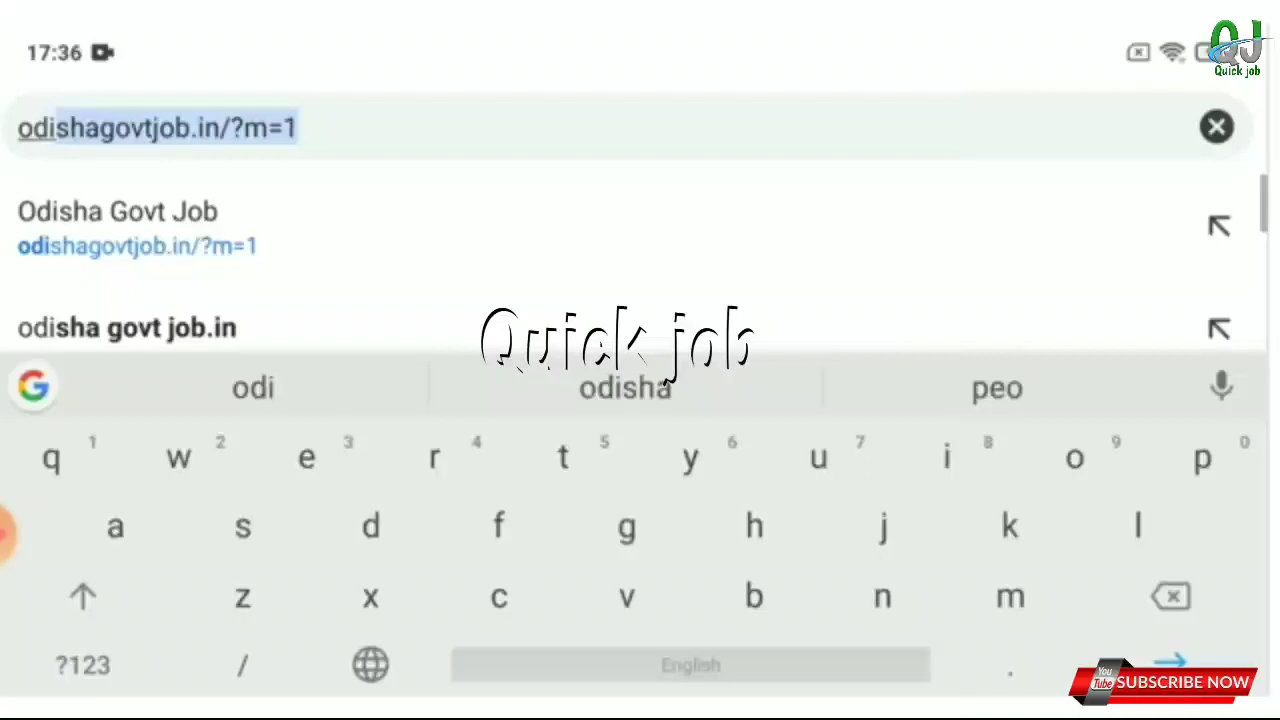 17:36
QJ
Quick job
odishagovtjob.in/?m=1
Odisha Govt Job
odishagovtjob.in/?m=1
odisha govt job.in
Quick job
G odi odisha peo
q 1 w 2 e 3 r 4 t 5 y 6 u 7 i 8 o 9 p 0
a s d f g h j k l
z x c v b n m
?123 / English .
You Tube SUBSCRIBE NOW